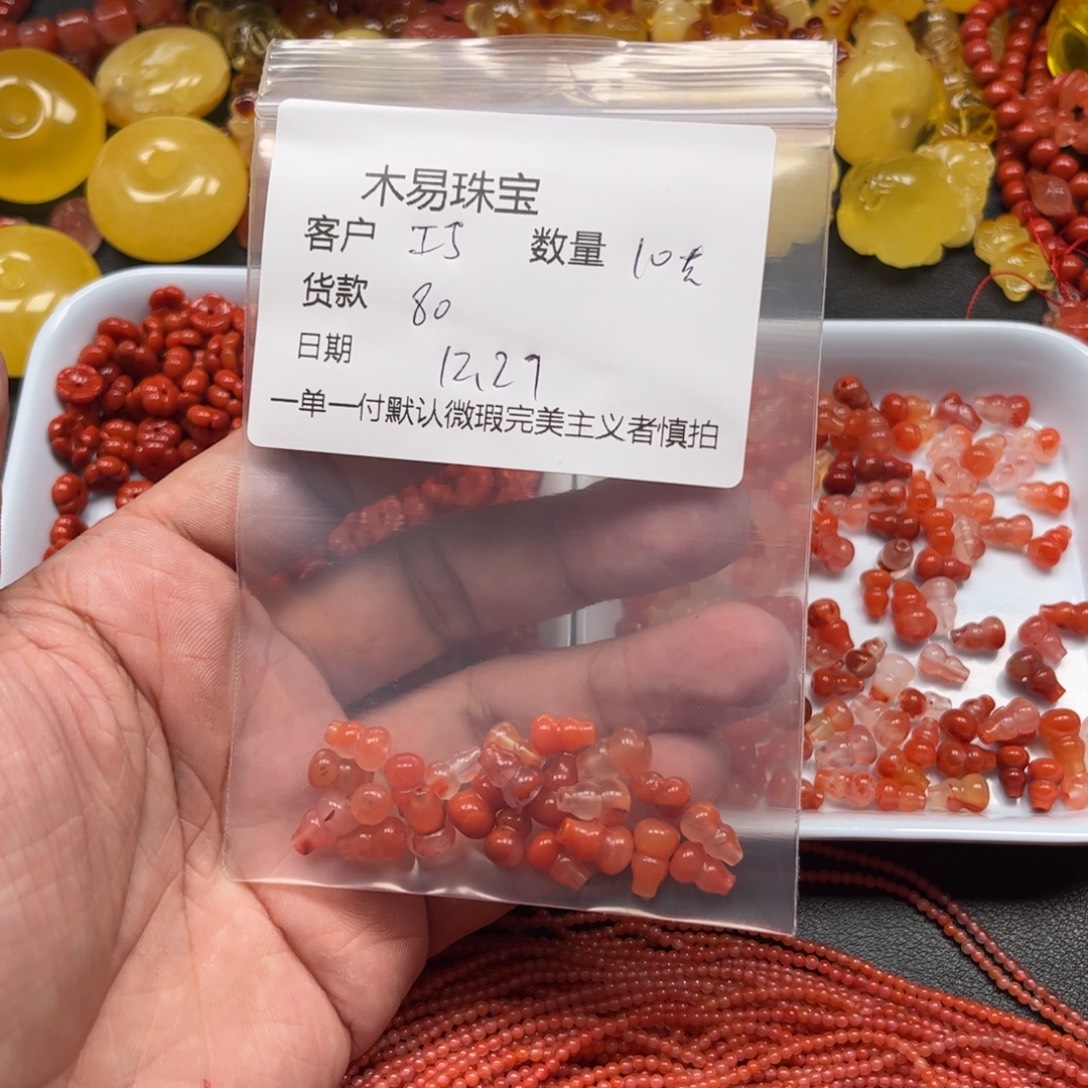 木易珠宝
客户 IJ 数量 10克
货款 80
日期 12,27
一单一付默认微瑕完美主义者慎拍